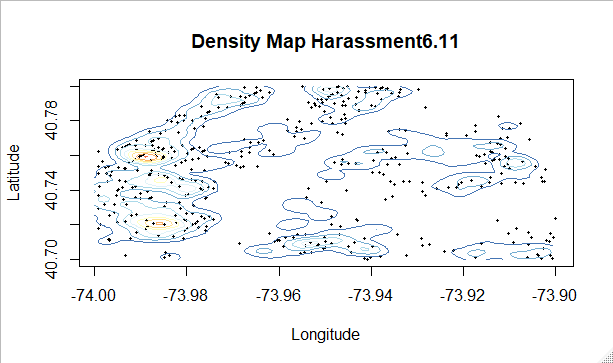 Density Map Harassment6.11
Latitude
40.78
40.74
40.70
-74.00 -73.98 -73.96 -73.94 -73.92 -73.90
Longitude